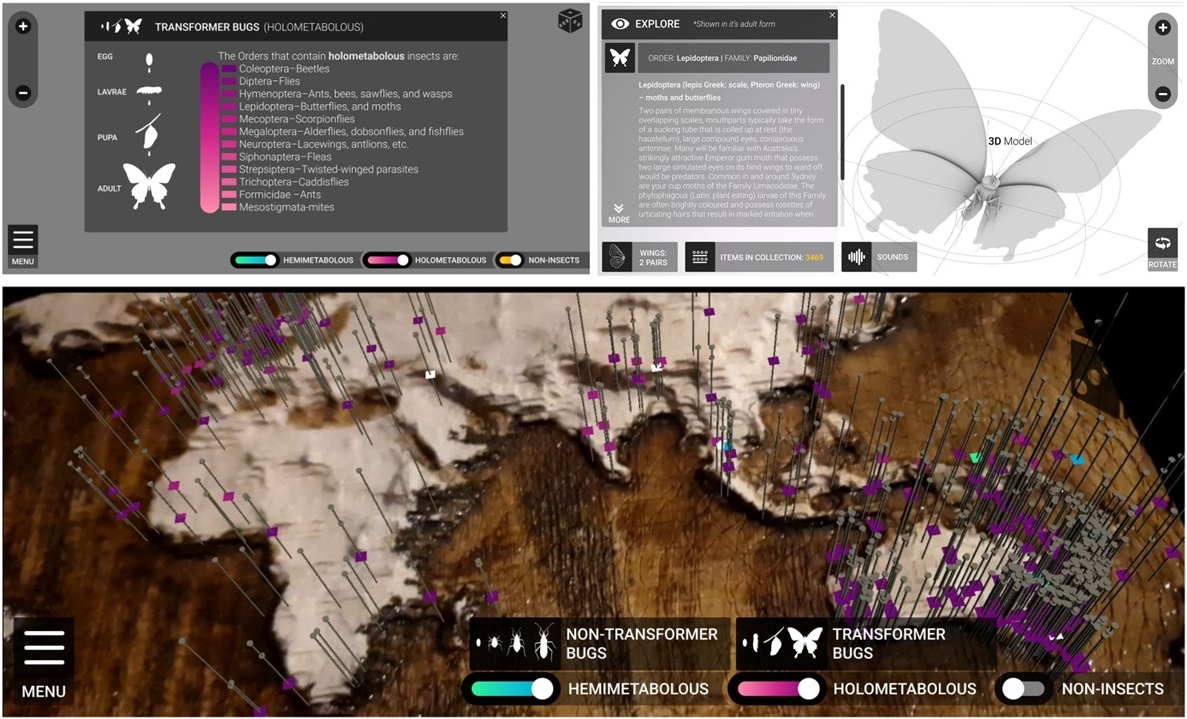 TRANSFORMER BUGS (HOLOMETABOLOUS)
EGG
LAVRAE
PUPA
ADULT
The Orders that contain holometabolous insects are:
Coleoptera–Beetles
Diptera–Flies
Hymenoptera–Ants, bees, sawflies, and wasps
Lepidoptera–Butterflies, and moths
Mecoptera–Scorpionflies
Megaloptera–Alderflies, dobsonflies, and fishflies
Neuroptera–Lacewings, antlions, etc.
Siphonaptera–Fleas
Strepsiptera–Twisted-winged parasites
Trichoptera–Caddisflies
Formicidae –Ants
Mesostigmata-mites
MENU
HEMIMETABOLOUS
HOLOMETABOLOUS
NON-INSECTS
EXPLORE *Shown in it's adult form
ORDER: Lepidoptera | FAMILY: Papilionidae
Lepidoptera (lepis Greek: scale, Pteron Greek: wing)
– moths and butterflies
Two pairs of membranous wings covered in tiny
overlapping scales, mouthparts typically take the form
of a sucking tube that is coiled up at rest (the
haustellum), large compound eyes, conspicuous
antennae. Many will be familiar with Australia's
strikingly attractive Emperor gum moth that possess
two large simulated eyes on its hind wings to ward off
would be predators. Common in and around Sydney
are your cup moths of the Family Limacodidae. The
phytophagous (Latin: plant eating) larvae of this Family
are often brightly coloured and possess rosettes of
urticating hairs that result in marked irritation when
MORE
WINGS:
2 PAIRS
ITEMS IN COLLECTION: 3469
SOUNDS
3D Model
ZOOM
ROTATE
MENU
NON-TRANSFORMER
BUGS
TRANSFORMER
BUGS
HEMIMETABOLOUS
HOLOMETABOLOUS
NON-INSECTS